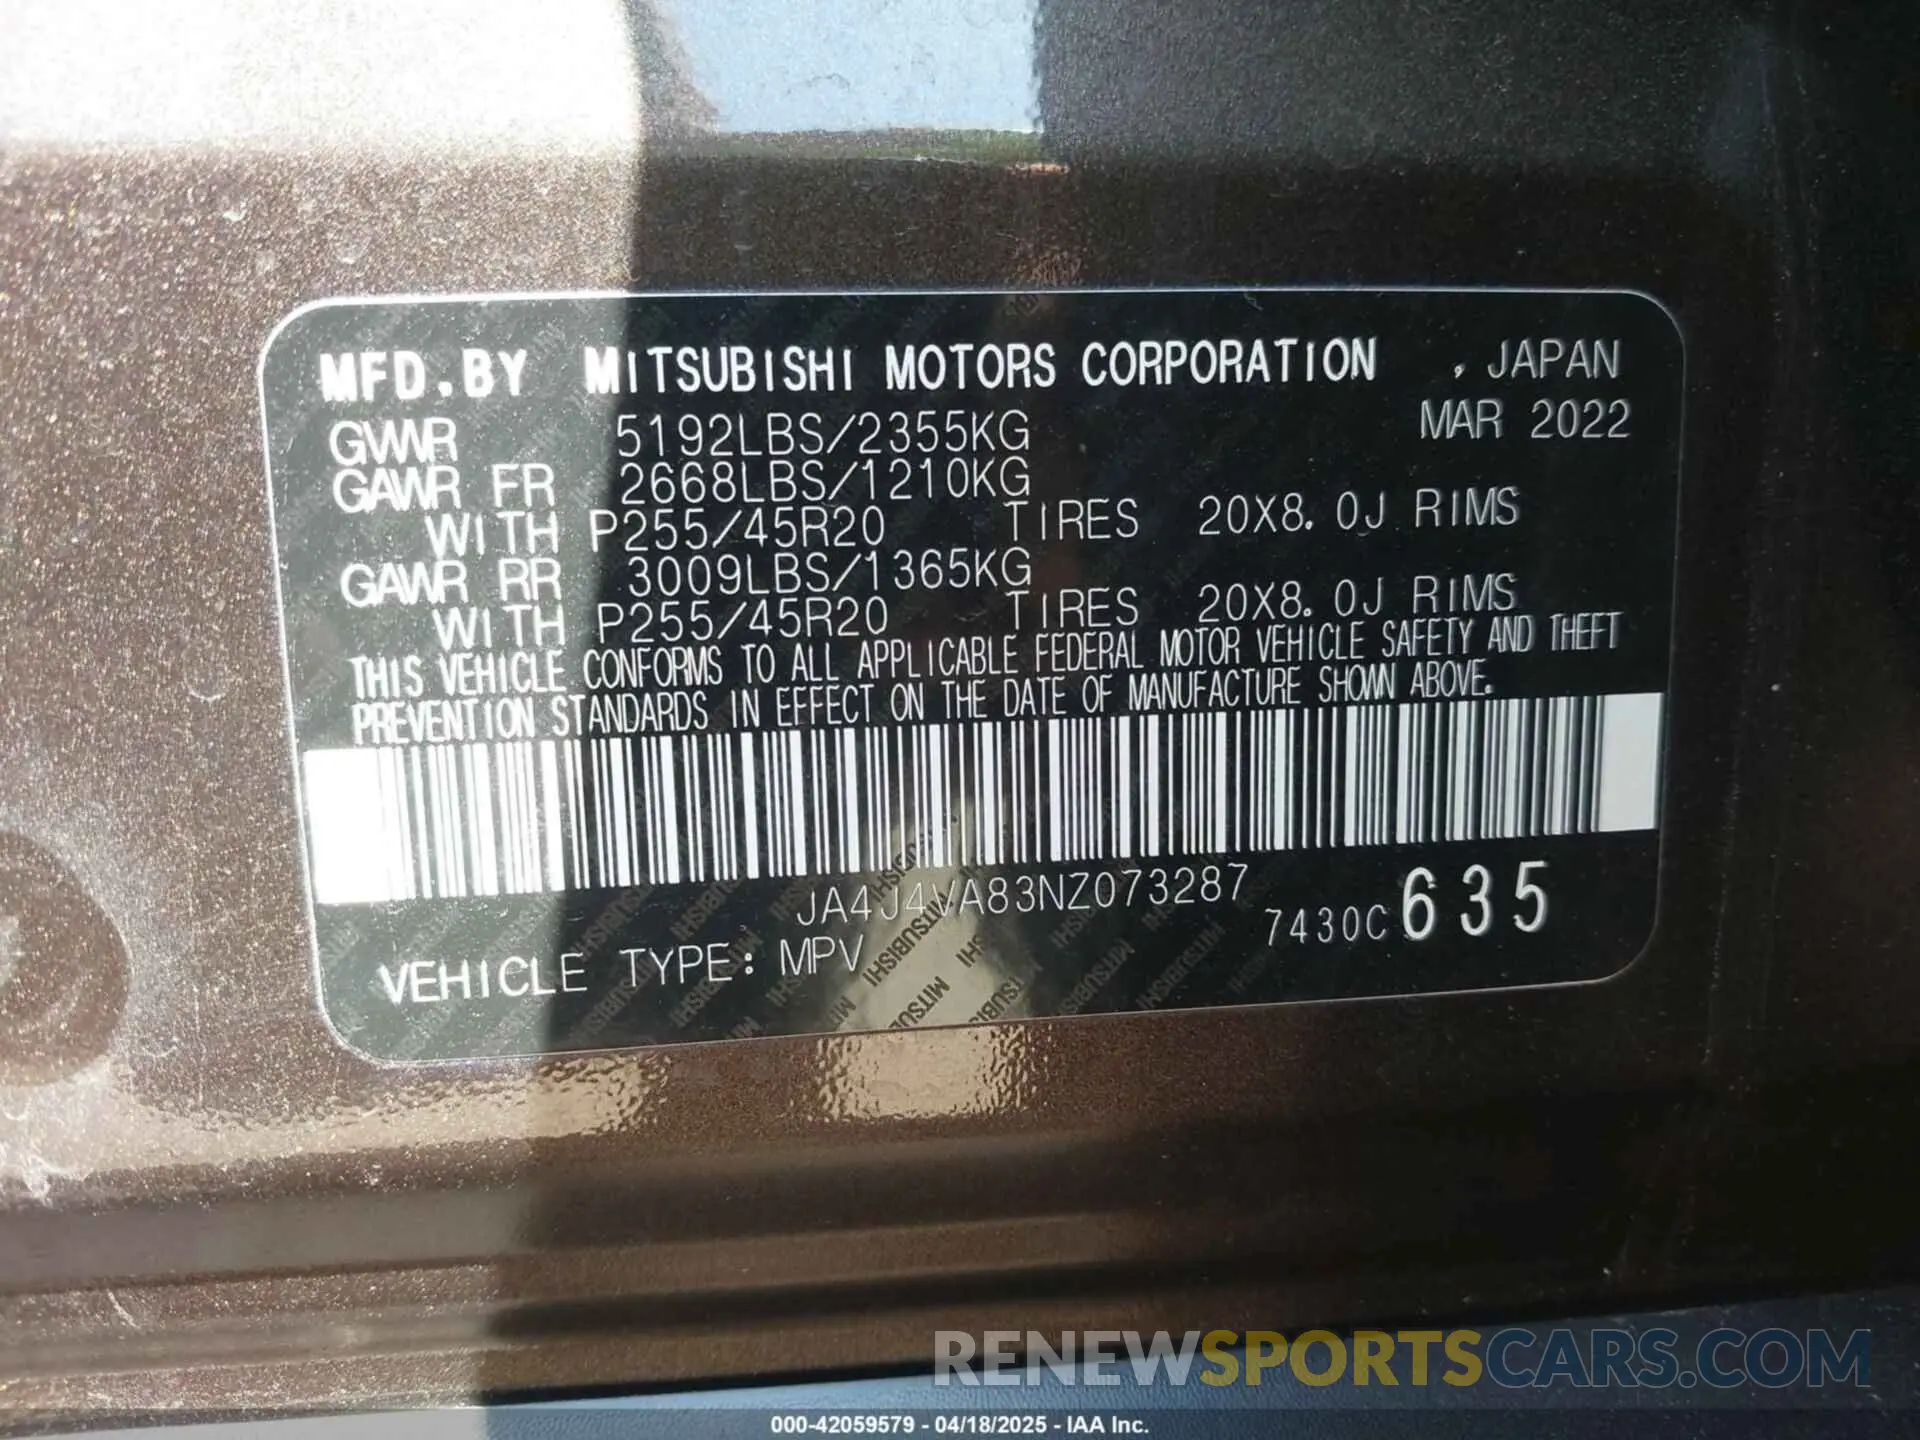 MFD.BY MITSUBISHI MOTORS CORPORATION , JAPAN
GVWR 5192LBS/2355KG MAR 2022
GAWR FR 2668LBS/1210KG
WITH P255/45R20 TIRES 20X8.0J RIMS
GAWR RR 3009LBS/1365KG
WITH P255/45R20 TIRES 20X8.0J RIMS
THIS VEHICLE CONFORMS TO ALL APPLICABLE FEDERAL MOTOR VEHICLE SAFETY AND THEFT
PREVENTION STANDARDS IN EFFECT ON THE DATE OF MANUFACTURE SHOWN ABOVE.
JA4J4VA83NZ073287
7430C 635
VEHICLE TYPE: MPV
MITSUBISHI
RENEWSPORTSCARS.COM
000-42059579 - 04/18/2025 - IAA Inc.